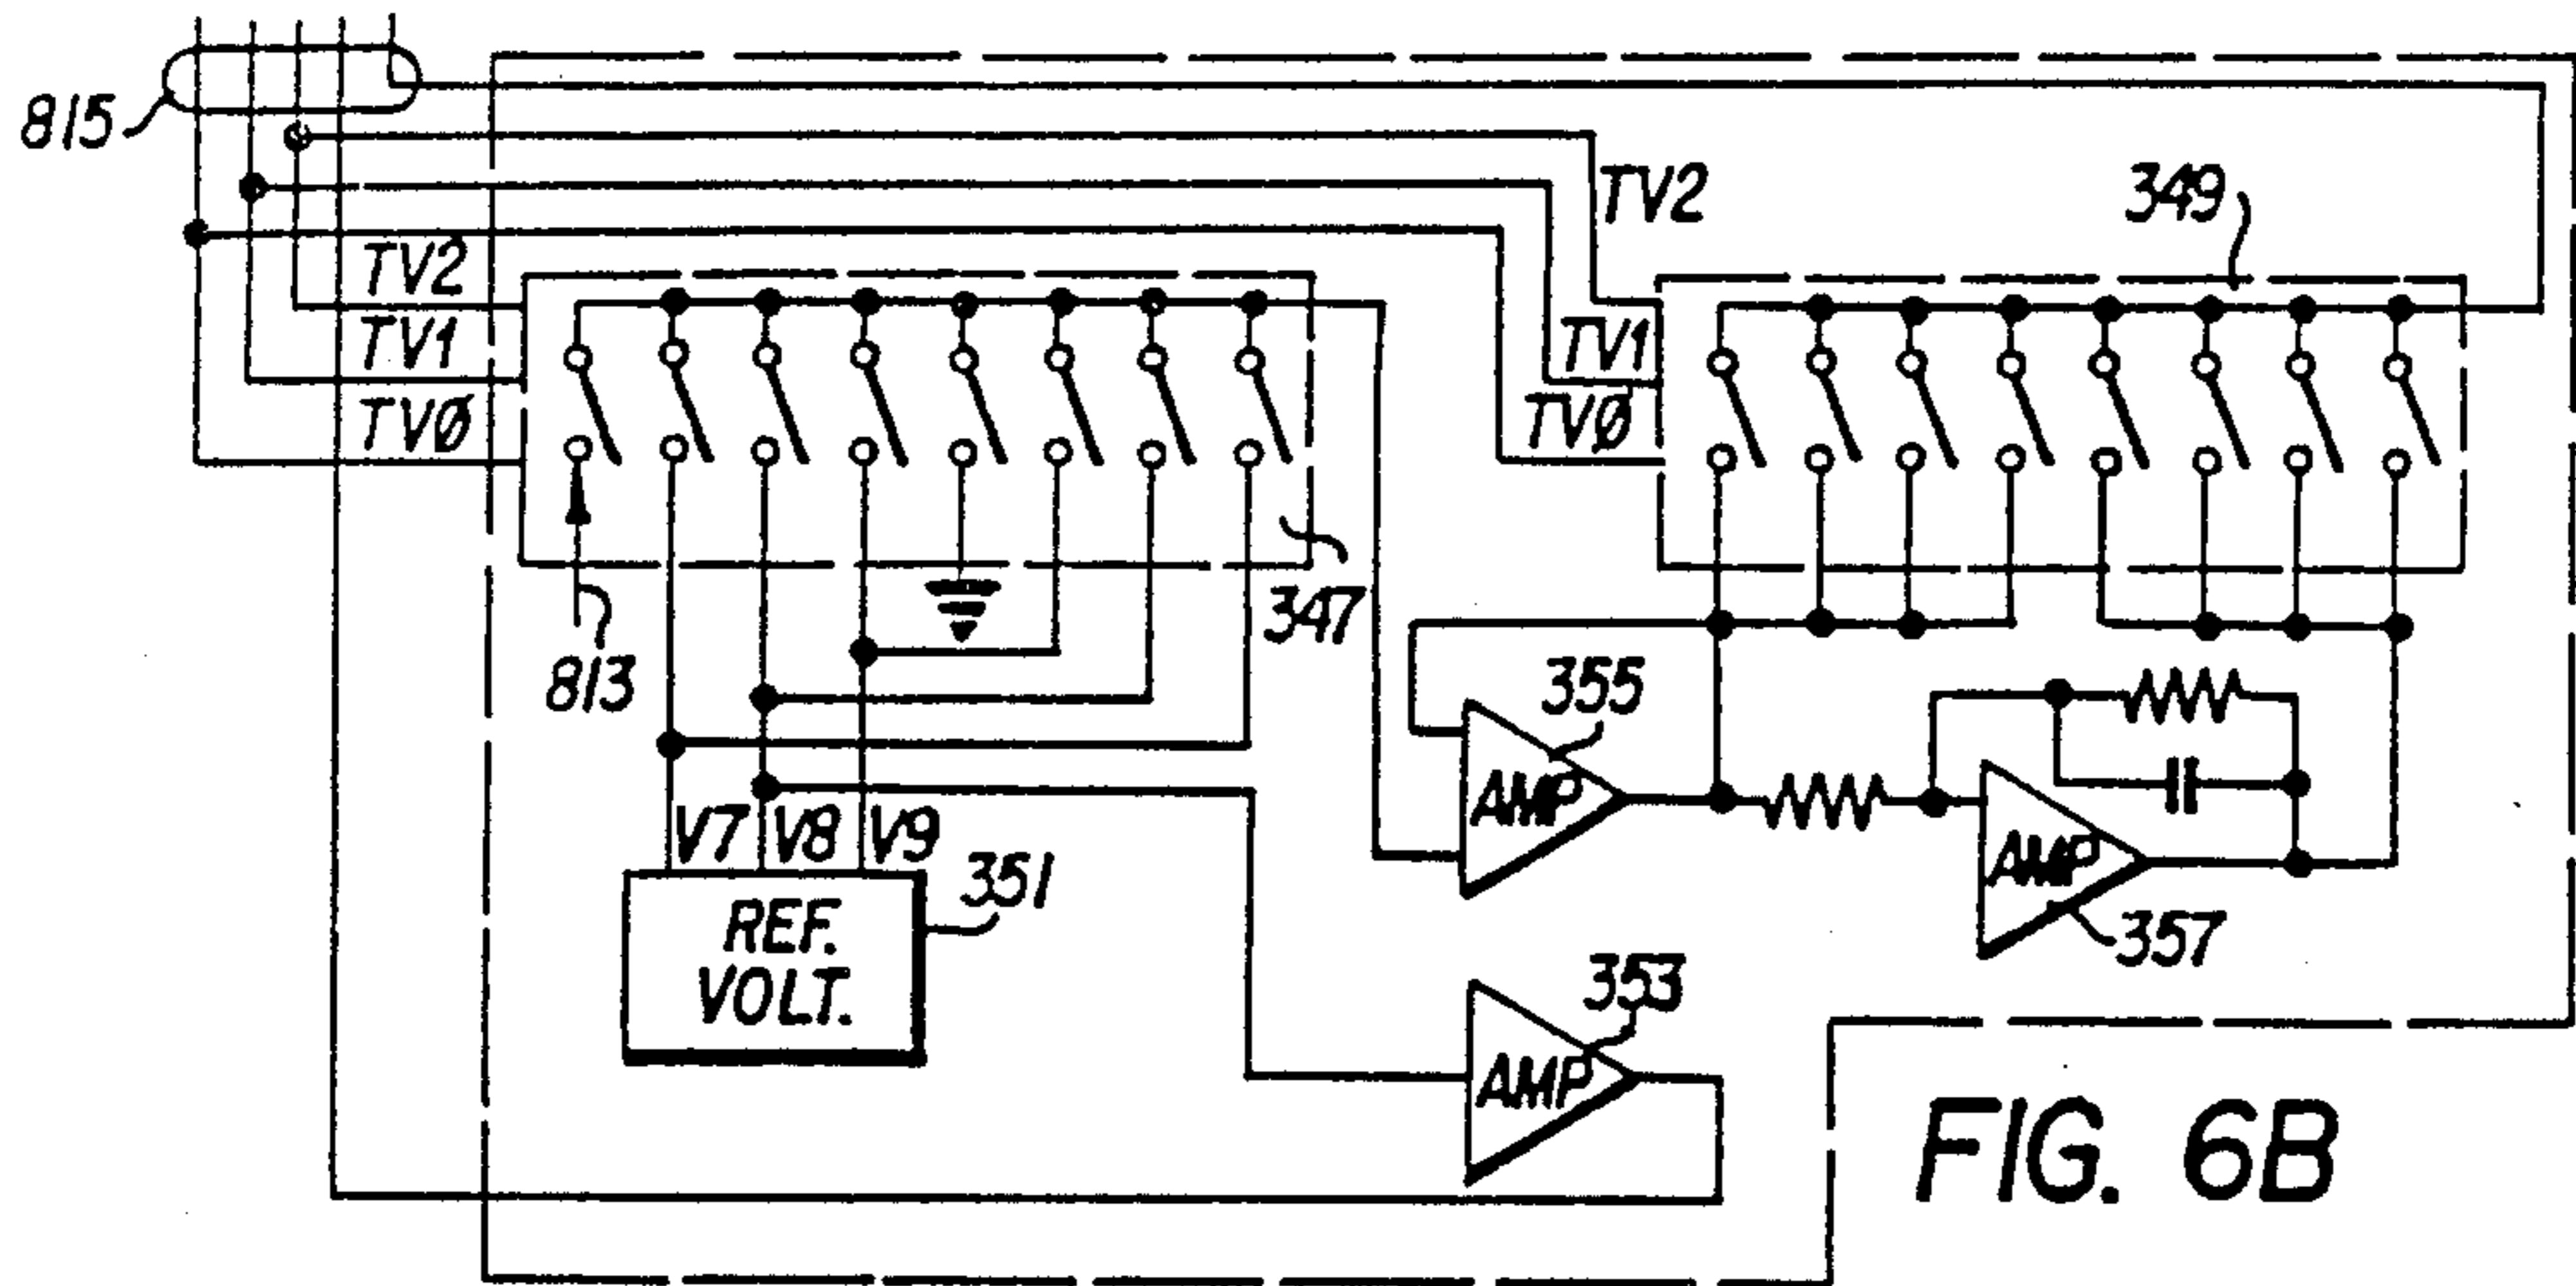 815
TV2
349
TV2
TV1
TV1
TVØ
TVØ
347
813
355
AMP
V7 V8 V9
AMP
351
357
REF.
VOLT.
353
AMP
FIG. 6B